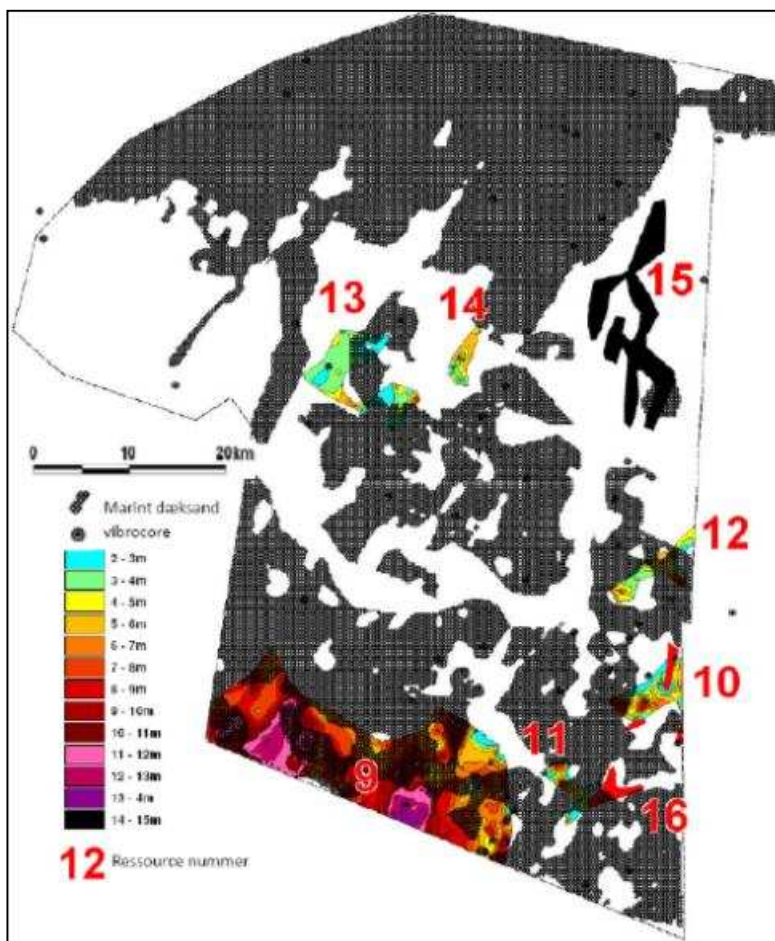 13
14
15
0 10 20km
Marint dæksand
vibrocore
12
2 - 3m
3 - 4m
4 - 5m
5 - 6m
6 - 7m
7 - 8m
8 - 9m
9 - 10m
10 - 11m
11 - 12m
12 - 13m
13 - 4m
14 - 15m
10
11
9
16
12 Ressource nummer